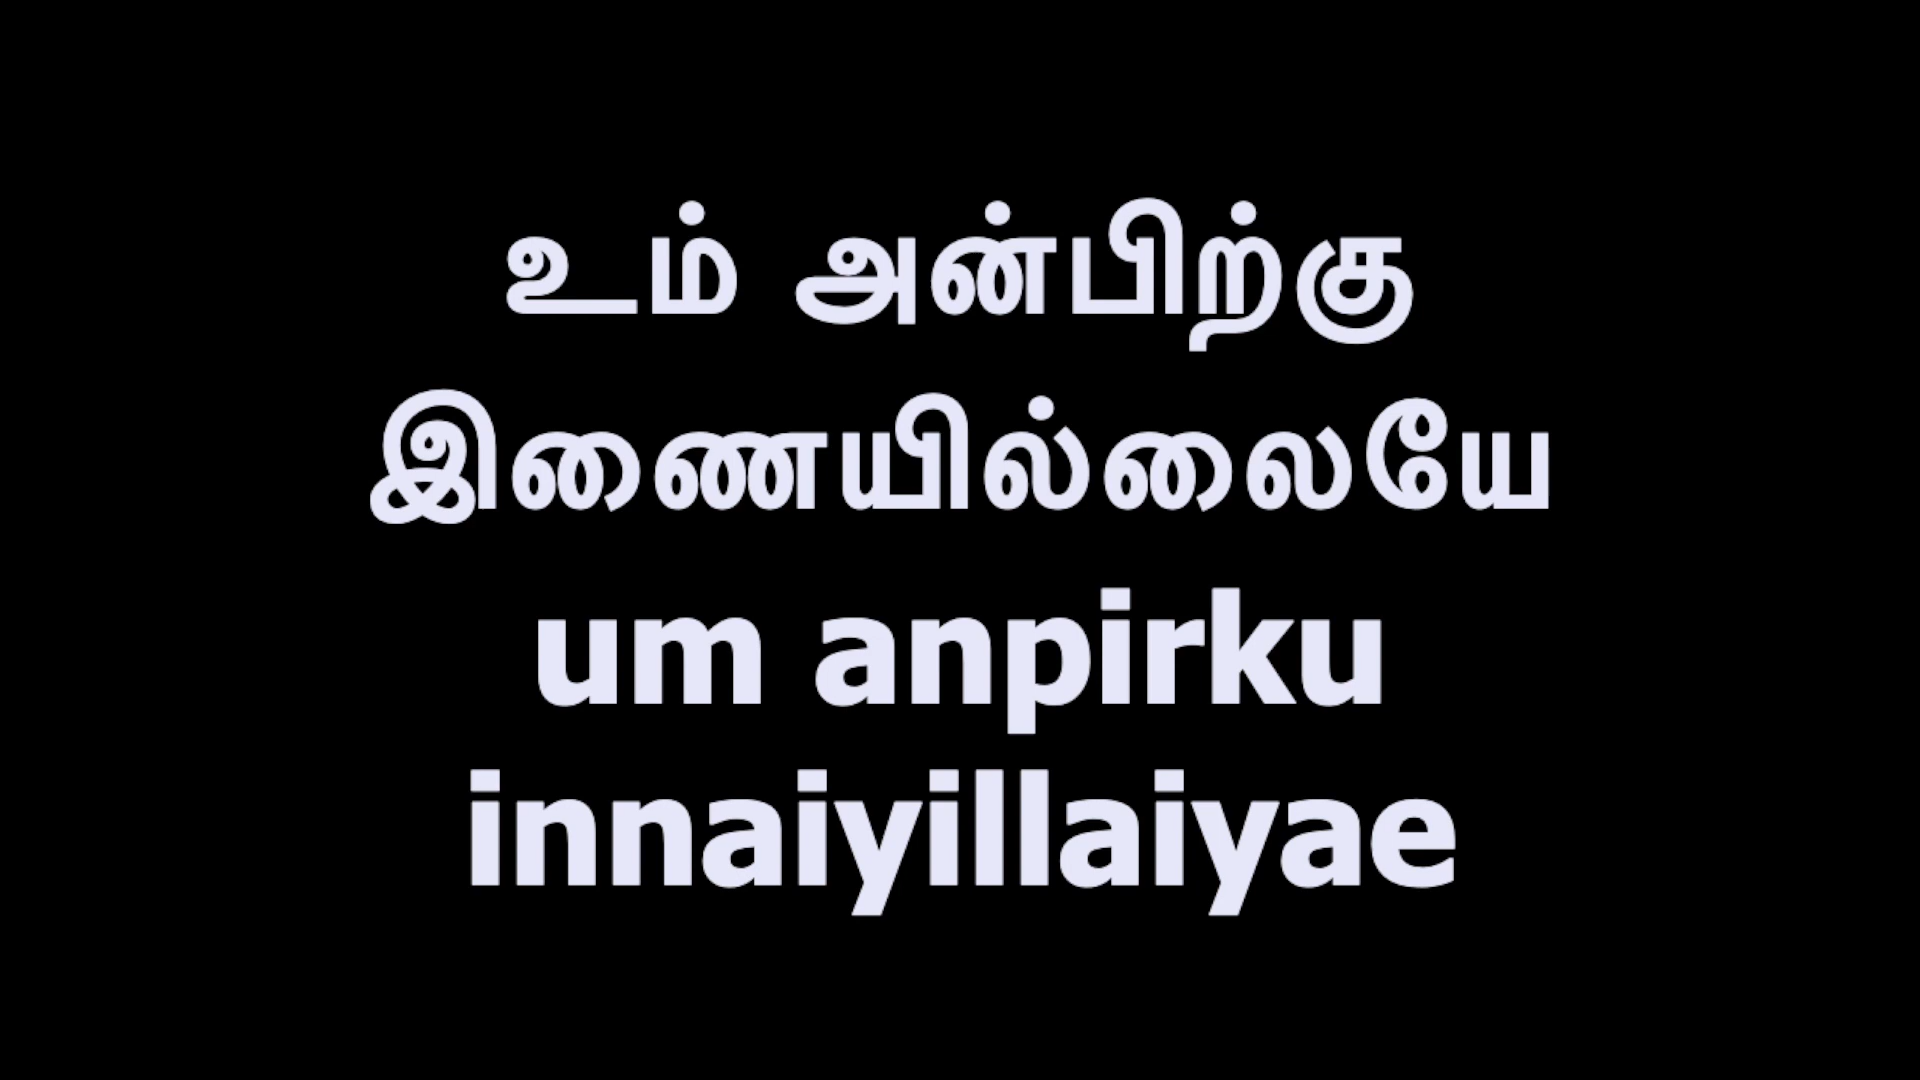 உம் அன்பிற்கு
இணையில்லையே
um anpirku
innaiyillaiyae